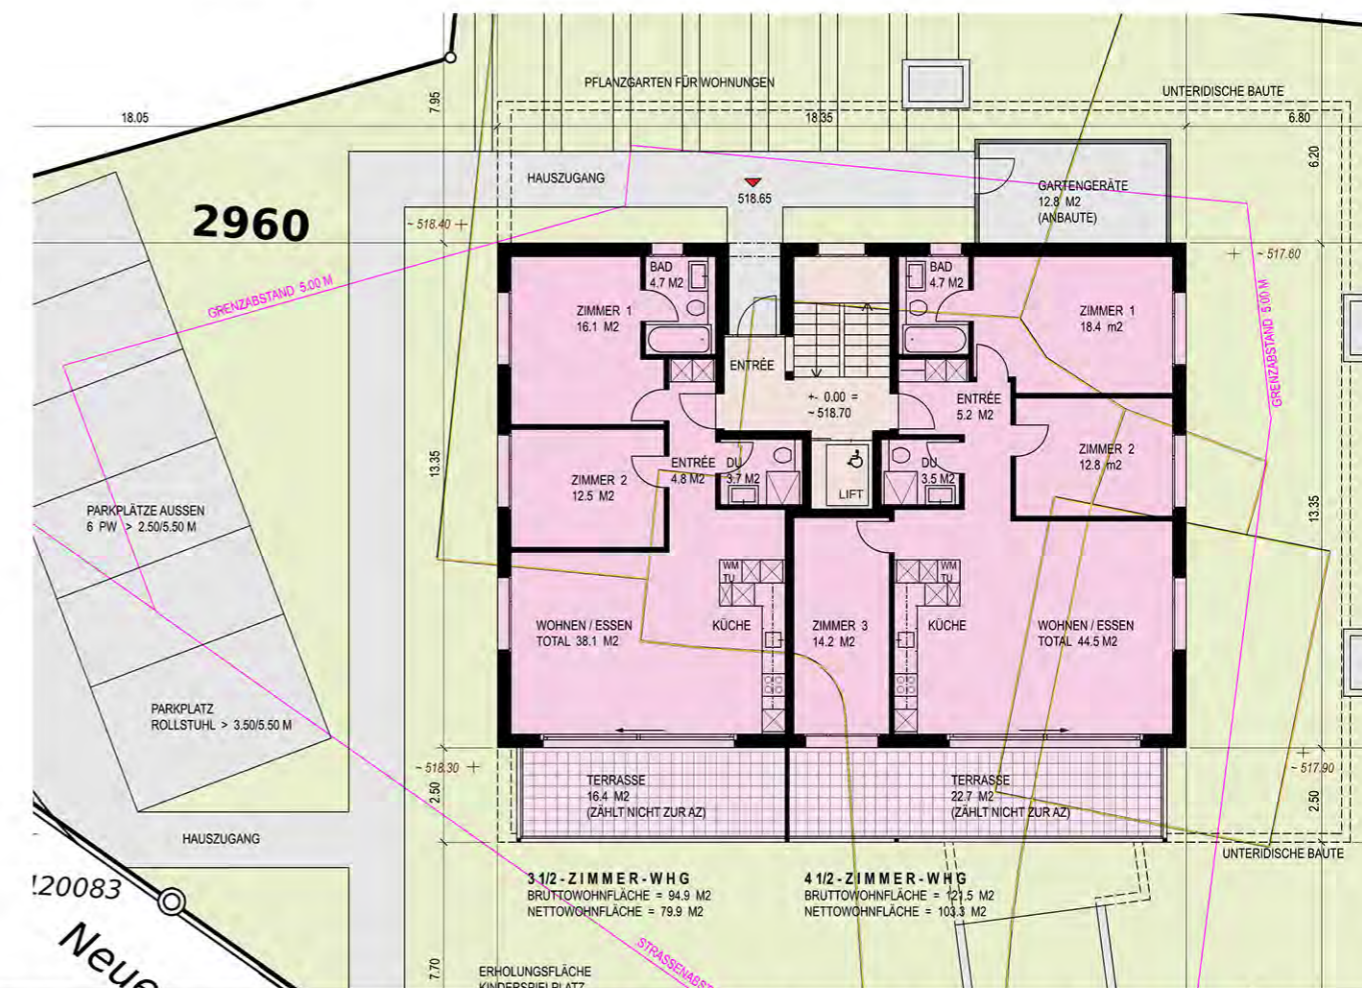 PFLANZGARTEN FÜR WOHNUNGEN
UNTERIDISCHE BAUTE
7.95
18.05
18.35
6.80
6.20
HAUSZUGANG
518.65
GARTENGERÄTE
12.8 M2
(ANBAUTE)
2960
~ 518.40
~ 517.60
GRENZABSTAND 5.00 M
GRENZABSTAND 5.00 M
BAD
4.7 M2
BAD
4.7 M2
ZIMMER 1
16.1 M2
ZIMMER 1
18.4 m2
ENTRÉE
+- 0.00 =
~ 518.70
ENTRÉE
5.2 M2
13.35
ZIMMER 2
12.5 M2
ENTRÉE
4.8 M2
DU
3.7 M2
LIFT
DU
3.5 M2
ZIMMER 2
12.8 m2
13.35
PARKPLÄTZE AUSSEN
6 PW > 2.50/5.50 M
WM
TU
WM
TU
WOHNEN / ESSEN
TOTAL 38.1 M2
KÜCHE
ZIMMER 3
14.2 M2
KÜCHE
WOHNEN / ESSEN
TOTAL 44.5 M2
PARKPLATZ
ROLLSTUHL > 3.50/5.50 M
~ 518.30
~ 517.90
2.50
TERRASSE
16.4 M2
(ZÄHLT NICHT ZUR AZ)
TERRASSE
22.7 M2
(ZÄHLT NICHT ZUR AZ)
2.50
HAUSZUGANG
UNTERIDISCHE BAUTE
3 1/2 - ZIMMER - WHG
BRUTTOWOHNFLÄCHE = 94.9 M2
NETTOWOHNFLÄCHE = 79.9 M2
4 1/2 - ZIMMER - WHG
BRUTTOWOHNFLÄCHE = 121.5 M2
NETTOWOHNFLÄCHE = 103.3 M2
120083
Neue
STRASSENABST
7.70
ERHOLUNGSFLÄCHE
KINDERSPIELPLATZ